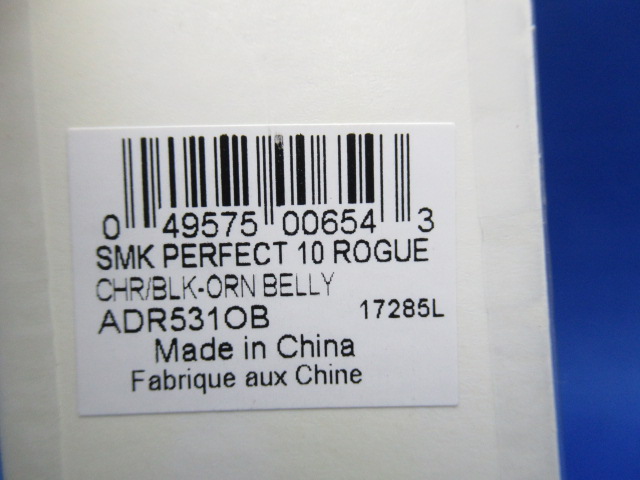 0 49575 00654 3
SMK PERFECT 10 ROGUE
CHR/BLK-ORN BELLY
ADR531OB 17285L
Made in China
Fabrique aux Chine